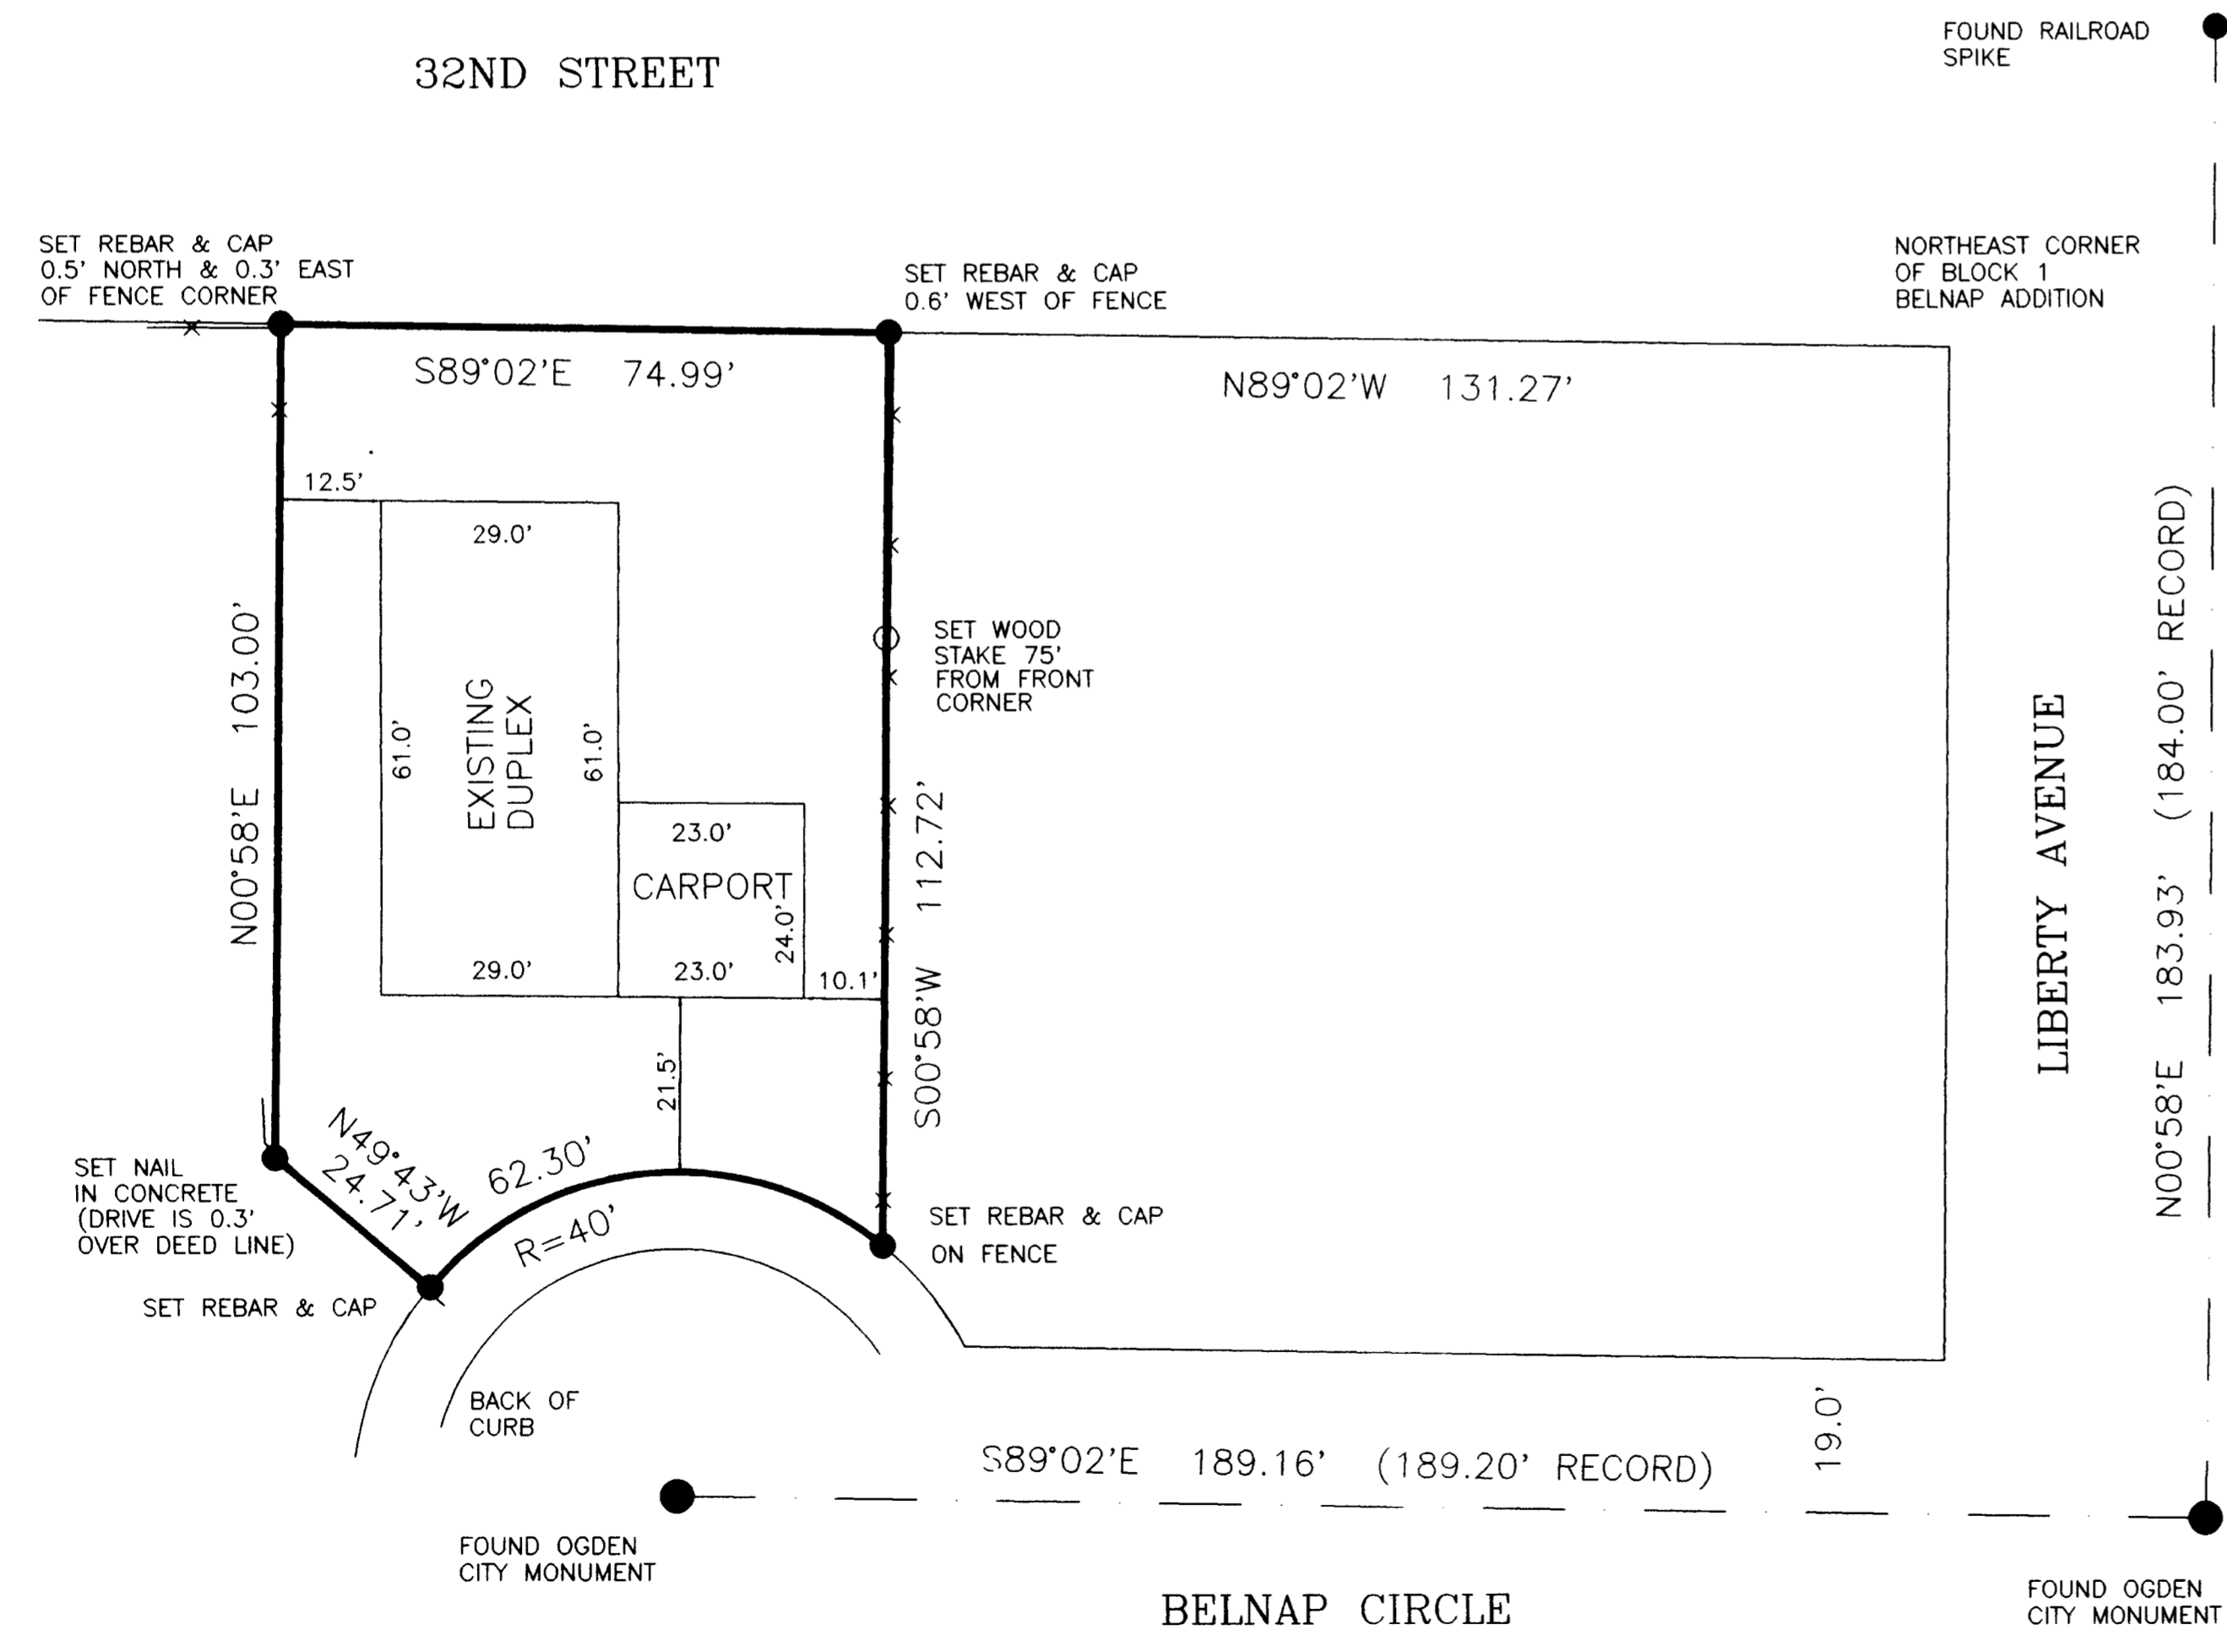 FOUND RAILROAD
SPIKE
32ND STREET
SET REBAR & CAP
0.5' NORTH & 0.3' EAST
OF FENCE CORNER
SET REBAR & CAP
0.6' WEST OF FENCE
NORTHEAST CORNER
OF BLOCK 1
BELNAP ADDITION
S89°02'E 74.99'
N89°02'W 131.27'
12.5'
29.0'
N00°58'E 103.00'
61.0'
EXISTING
DUPLEX
61.0'
SET WOOD
STAKE 75'
FROM FRONT
CORNER
23.0'
CARPORT
24.0'
29.0'
23.0'
10.1'
S00°58'W 112.72'
LIBERTY AVENUE
N00°58'E 183.93' (184.00' RECORD)
21.5'
N49°43'W
24.71'
62.30'
R=40'
SET NAIL
IN CONCRETE
(DRIVE IS 0.3'
OVER DEED LINE)
SET REBAR & CAP
ON FENCE
SET REBAR & CAP
BACK OF
CURB
19.0'
S89°02'E 189.16' (189.20' RECORD)
FOUND OGDEN
CITY MONUMENT
BELNAP CIRCLE
FOUND OGDEN
CITY MONUMENT